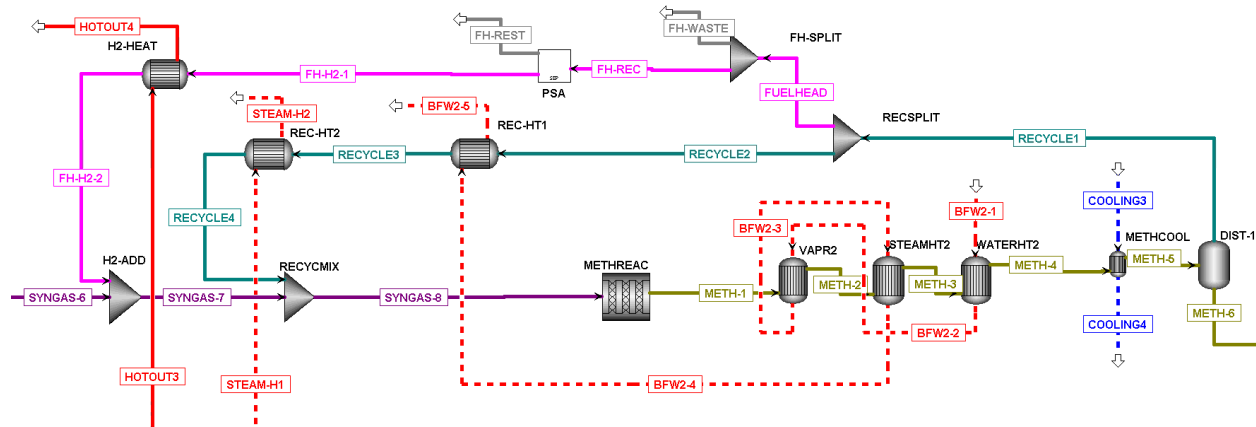 HOTOUT4
H2-HEAT
FH-REST
FH-WASTE
FH-SPLIT
FH-H2-1
SEP
PSA
FH-REC
FUELHEAD
STEAM-H2
BFW2-5
RECSPLIT
REC-HT2
REC-HT1
RECYCLE3
RECYCLE2
RECYCLE1
FH-H2-2
RECYCLE4
COOLING3
BFW2-1
BFW2-3
DIST-1
H2-ADD
RECYCMIX
METHREAC
VAPR2
STEAMHT2
WATERHT2
METHCOOL
SYNGAS-6
SYNGAS-7
SYNGAS-8
METH-1
METH-2
METH-3
METH-4
METH-5
METH-6
BFW2-2
COOLING4
HOTOUT3
STEAM-H1
BFW2-4